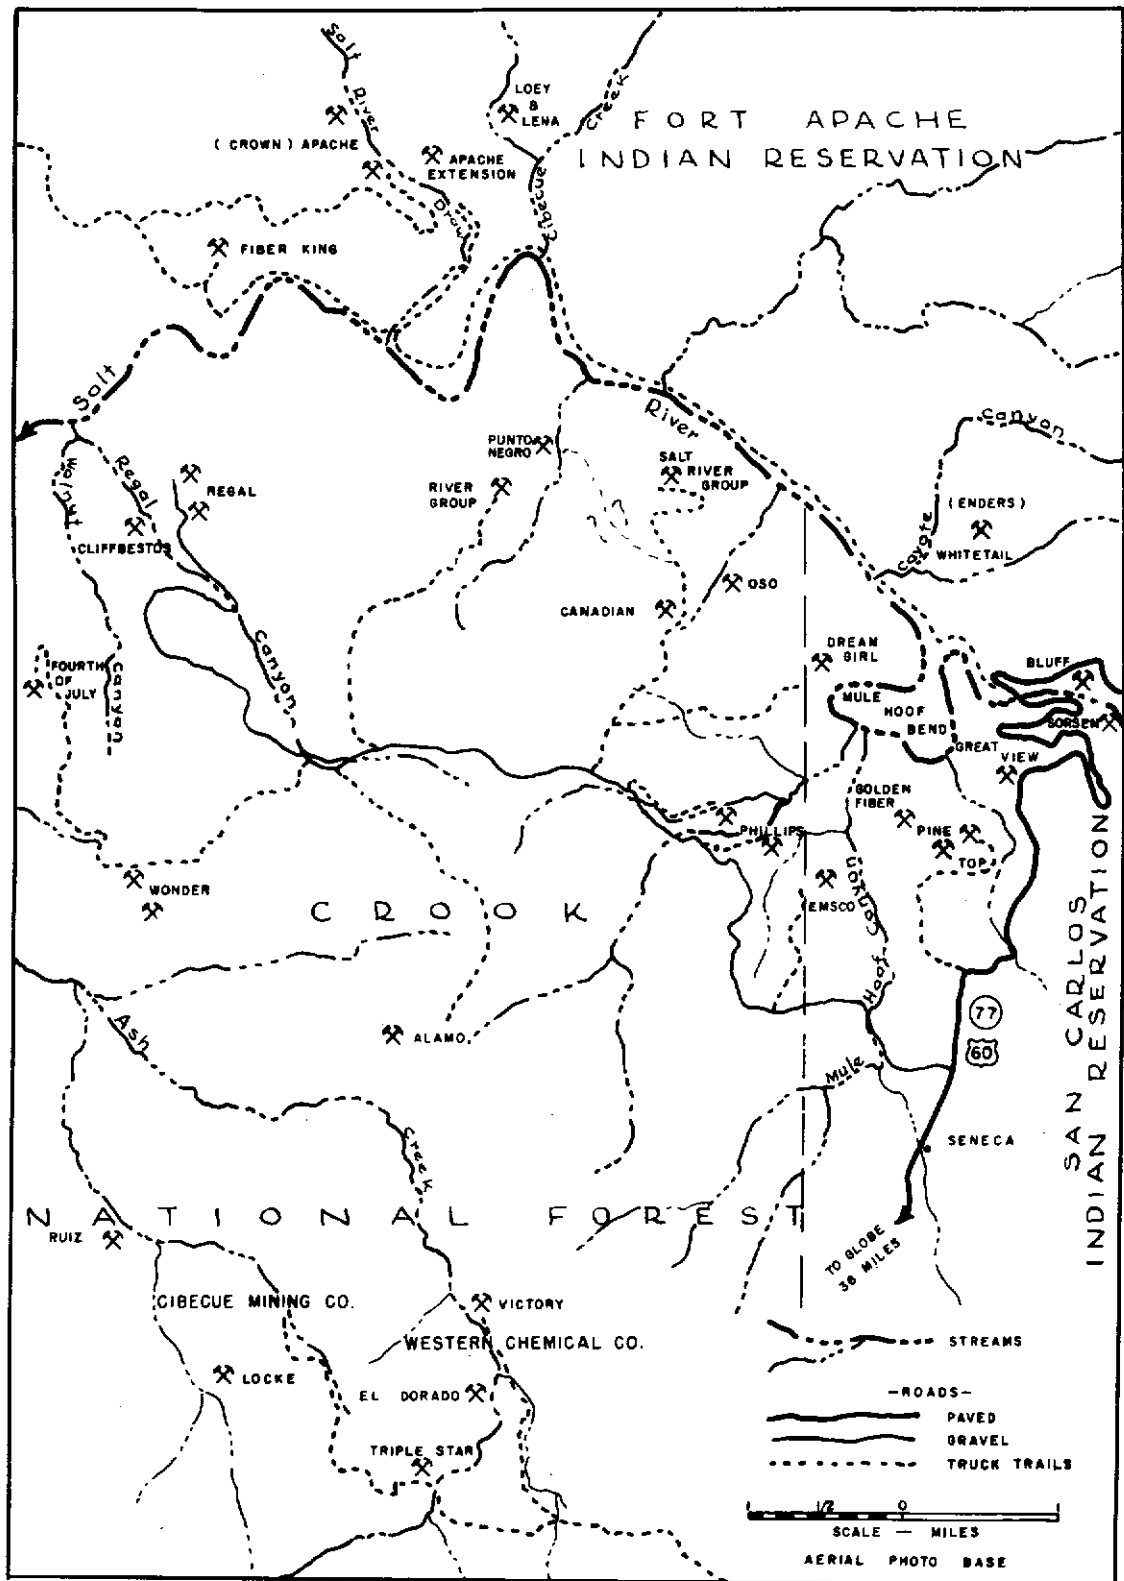 Salt
River
Draw
LOEY
&
LENA
Cibecue
Creek
FORT APACHE
INDIAN RESERVATION
(CROWN) APACHE
APACHE
EXTENSION
FIBER KING
Salt
River
Canyon
Coyote
(ENDERS)
WHITETAIL
PUNTO
NEGRO
RIVER
GROUP
SALT
RIVER
GROUP
Regal
Canyon
REGAL
CLIFFBESTOS
Tulom
Canyon
FOURTH
OF
JULY
CANADIAN
OSO
DREAM
GIRL
MULE
HOOF
BEND
BLUFF
SORSEN
GREAT
VIEW
GOLDEN
FIBER
PINE
TOP
PHILLIPS
EMSCO
WONDER
CROOK
Mule
Hoof
Canyon
SAN CARLOS
INDIAN RESERVATION
77
60
Ash
Creek
ALAMO
SENECA
NATIONAL FOREST
TO GLOBE
38 MILES
RUIZ
CIBECUE MINING CO.
VICTORY
WESTERN CHEMICAL CO.
LOCKE
EL DORADO
TRIPLE STAR
STREAMS
-ROADS-
PAVED
GRAVEL
TRUCK TRAILS
1/2 0
SCALE — MILES
AERIAL PHOTO BASE